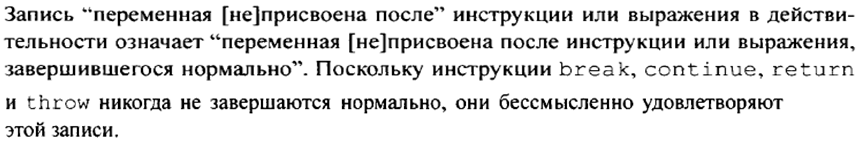 Запись “переменная [не]присвоена после” инструкции или выражения в действи-
тельности означает “переменная [не]присвоена после инструкции или выражения,
завершившегося нормально”. Поскольку инструкции break, continue, return
и throw никогда не завершаются нормально, они бессмысленно удовлетворяют
этой записи.